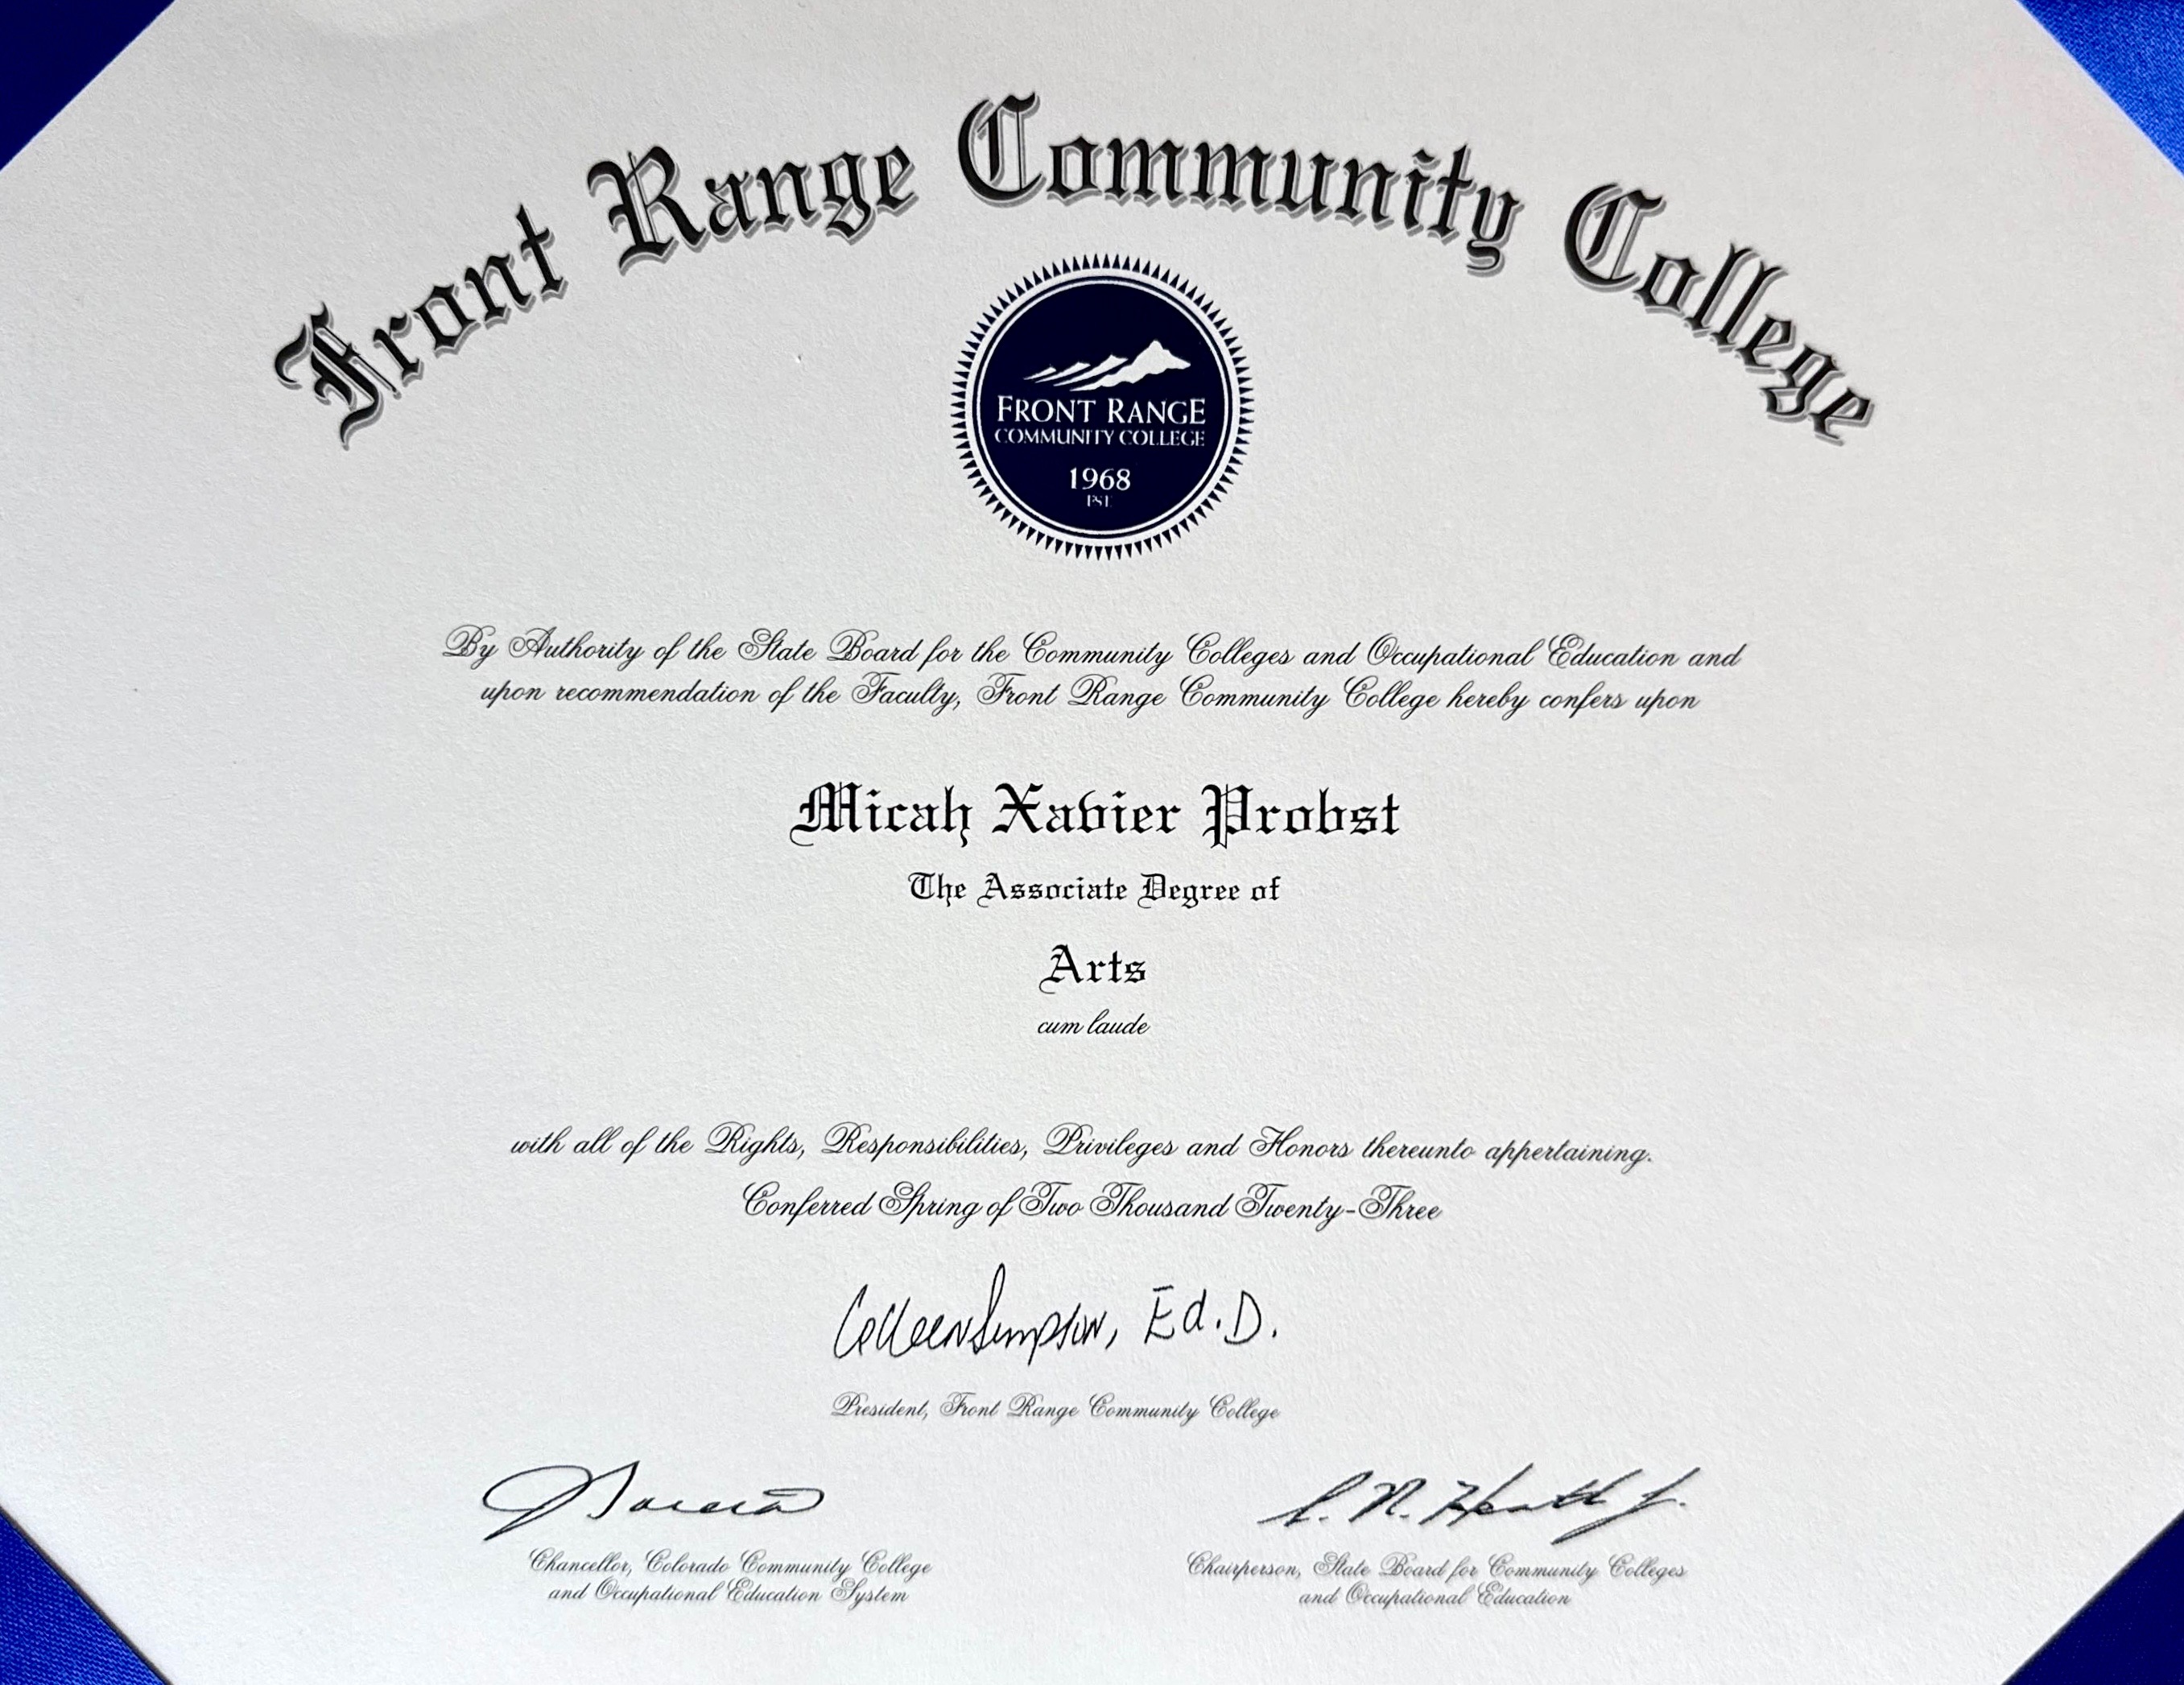 Front Range Community College
FRONT RANGE
COMMUNITY COLLEGE
1968
EST
By Authority of the State Board for the Community Colleges and Occupational Education and
upon recommendation of the Faculty, Front Range Community College hereby confers upon
Micah Xavier Probst
The Associate Degree of
Arts
cum laude
with all of the Rights, Responsibilities, Privileges and Honors thereunto appertaining.
Conferred Spring of Two Thousand Twenty-Three
Colleen Simpson, Ed.D.
President, Front Range Community College
Chancellor, Colorado Community College
and Occupational Education System
Chairperson, State Board for Community Colleges
and Occupational Education